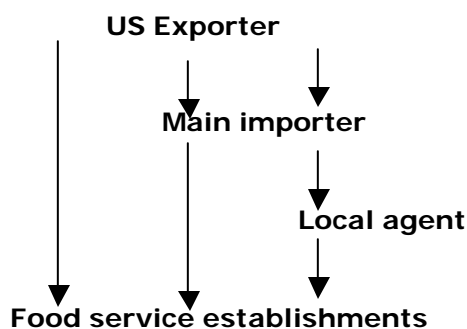 US Exporter
Main importer
Local agent
Food service establishments